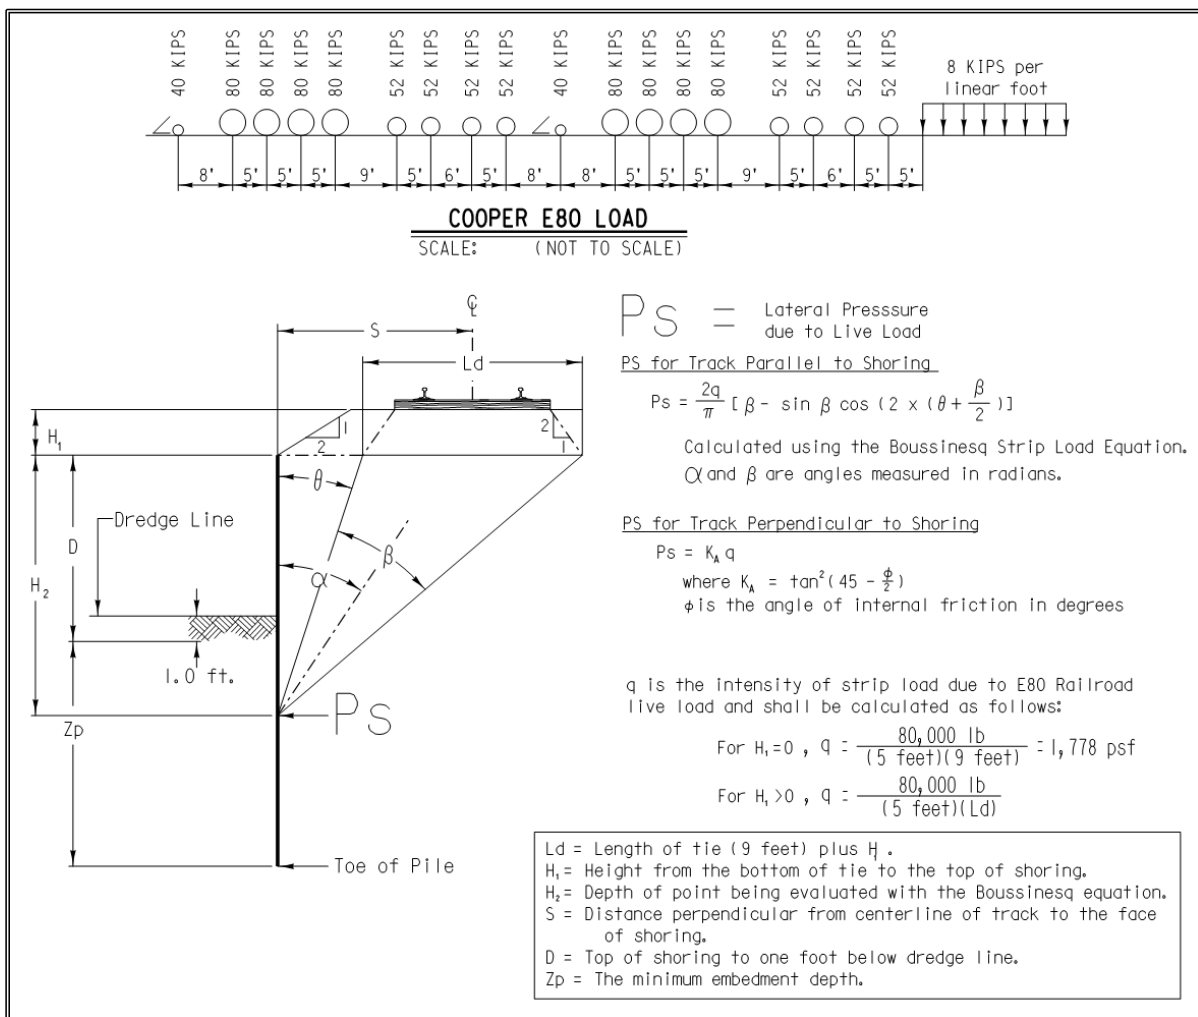 40 KIPS
80 KIPS
80 KIPS
80 KIPS
80 KIPS
52 KIPS
52 KIPS
52 KIPS
52 KIPS
40 KIPS
80 KIPS
80 KIPS
80 KIPS
80 KIPS
52 KIPS
52 KIPS
52 KIPS
52 KIPS
8 KIPS per
linear foot
8' 5' 5' 5' 9' 5' 6' 5' 8' 8' 5' 5' 5' 9' 5' 6' 5' 5'
COOPER E80 LOAD
SCALE: (NOT TO SCALE)
℄
S
Ld
H₁
1
2
2
1
θ
Dredge Line
D
β
α
H₂
1.0 ft.
Ps
Zp
Toe of Pile
Ps = Lateral Presssure
due to Live Load
PS for Track Parallel to Shoring
Ps = 2q/π [ β - sin β cos (2 x (θ + β/2 )]
Calculated using the Boussinesq Strip Load Equation.
α and β are angles measured in radians.
PS for Track Perpendicular to Shoring
Ps = K_A q
where K_A = tan²(45 - ϕ/2)
ϕ is the angle of internal friction in degrees
q is the intensity of strip load due to E80 Railroad
live load and shall be calculated as follows:
For H₁=0 , q = 80,000 lb / (5 feet)(9 feet) = 1,778 psf
For H₁>0 , q = 80,000 lb / (5 feet)(Ld)
Ld = Length of tie (9 feet) plus H₁ .
H₁ = Height from the bottom of tie to the top of shoring.
H₂ = Depth of point being evaluated with the Boussinesq equation.
S = Distance perpendicular from centerline of track to the face
of shoring.
D = Top of shoring to one foot below dredge line.
Zp = The minimum embedment depth.